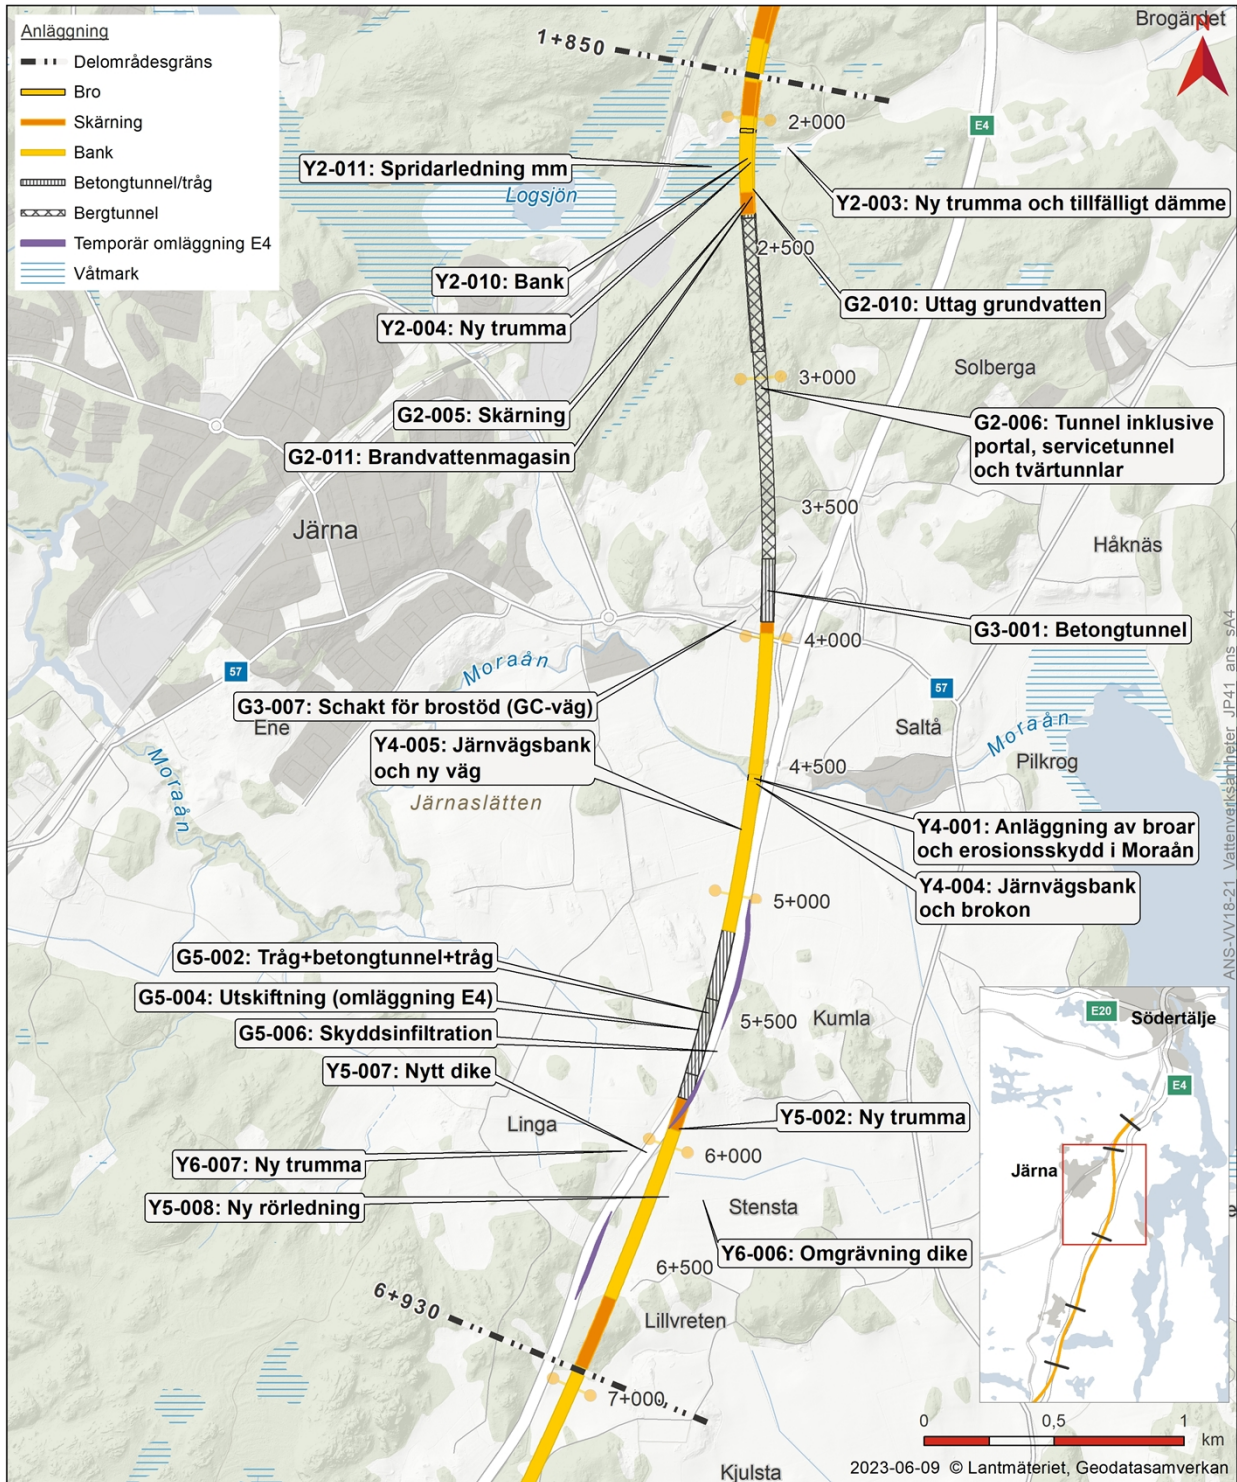 Anläggning
Delområdesgräns
Bro
Skärning
Bank
Betongtunnel/tråg
Bergtunnel
Temporär omläggning E4
Våtmark
Brogärdet
N
1+850
2+000
E4
Y2-011: Spridarledning mm
Logsjön
Y2-003: Ny trumma och tillfälligt dämme
2+500
Y2-010: Bank
G2-010: Uttag grundvatten
Y2-004: Ny trumma
Solberga
3+000
G2-005: Skärning
G2-006: Tunnel inklusive
portal, servicetunnel
och tvärtunnlar
G2-011: Brandvattenmagasin
3+500
Järna
Håknäs
G3-001: Betongtunnel
4+000
Moraån
57
57
G3-007: Schakt för brostöd (GC-väg)
Ene
Saltå
Moraån
Pilkrog
Y4-005: Järnvägsbank
och ny väg
4+500
Moraån
Järnaslätten
Y4-001: Anläggning av broar
och erosionsskydd i Moraån
Y4-004: Järnvägsbank
och brokon
5+000
G5-002: Tråg+betongtunnel+tråg
G5-004: Utskiftning (omläggning E4)
G5-006: Skyddsinfiltration
5+500
Kumla
Y5-007: Nytt dike
Linga
Y5-002: Ny trumma
Y6-007: Ny trumma
6+000
Y5-008: Ny rörledning
Stensta
Y6-006: Omgrävning dike
6+500
6+930
Lillvreten
7+000
Kjulsta
E20
Södertälje
E4
Järna
0
0,5
1
km
2023-06-09 © Lantmäteriet, Geodatasamverkan
ANS-VV18-21 Vattenverksamheter JP41 ans sA4